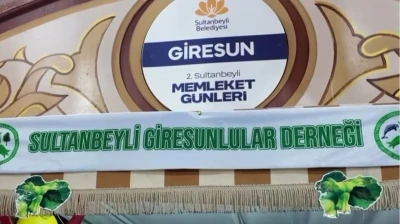 Sultanbeyli
Belediyesi
GİRESUN
2. Sultanbeyli
MEMLEKET
GÜNLERİ
SULTANBEYLİ GİRESUNLULAR DERNEĞİ